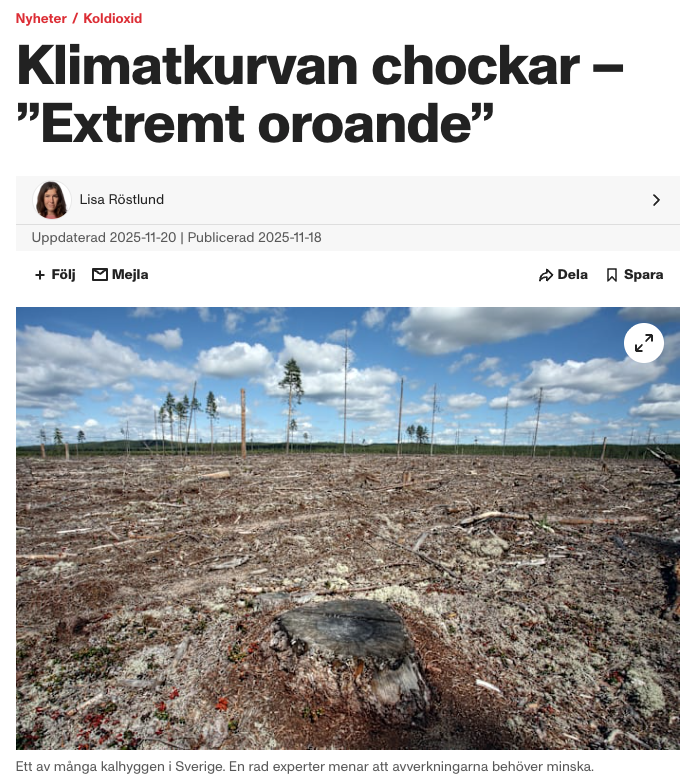 Nyheter / Koldioxid
Klimatkurvan chockar –
”Extremt oroande”
Lisa Röstlund
Uppdaterad 2025-11-20 | Publicerad 2025-11-18
+ Följ Mejla Dela Spara
Ett av många kalhyggen i Sverige. En rad experter menar att avverkningarna behöver minska.